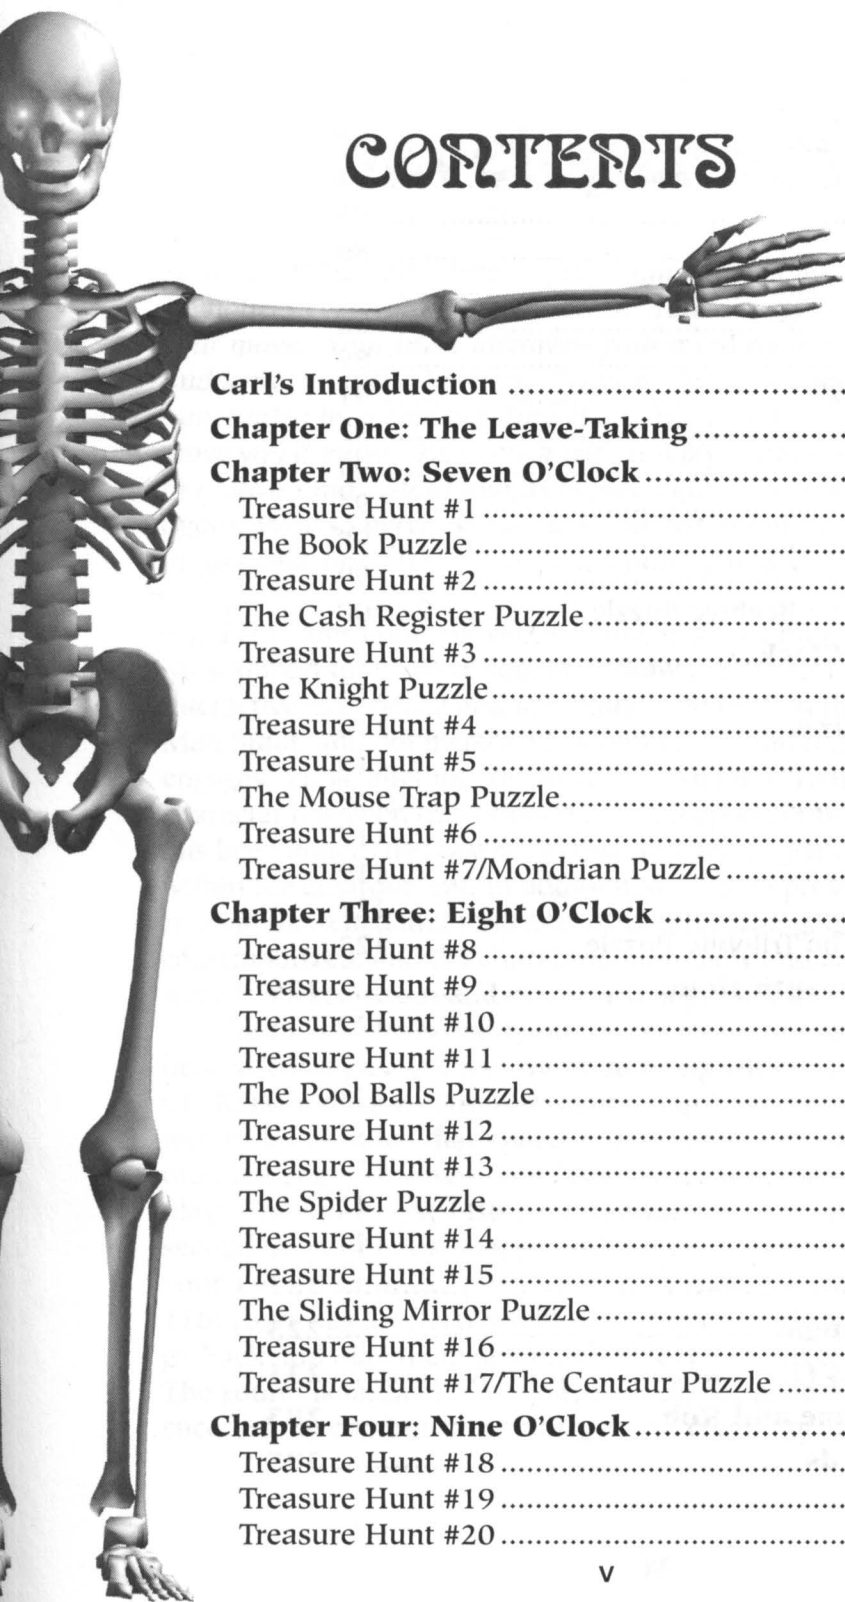 CONTENTS
Carl's Introduction ..................................
Chapter One: The Leave-Taking ................
Chapter Two: Seven O'Clock .....................
Treasure Hunt #1 ..........................................
The Book Puzzle ...........................................
Treasure Hunt #2 ..........................................
The Cash Register Puzzle ..............................
Treasure Hunt #3 ..........................................
The Knight Puzzle .........................................
Treasure Hunt #4 ..........................................
Treasure Hunt #5 ..........................................
The Mouse Trap Puzzle .................................
Treasure Hunt #6 ..........................................
Treasure Hunt #7/Mondrian Puzzle ..............
Chapter Three: Eight O'Clock ...................
Treasure Hunt #8 ..........................................
Treasure Hunt #9 ..........................................
Treasure Hunt #10 ........................................
Treasure Hunt #11 ........................................
The Pool Balls Puzzle ...................................
Treasure Hunt #12 ........................................
Treasure Hunt #13 ........................................
The Spider Puzzle .........................................
Treasure Hunt #14 ........................................
Treasure Hunt #15 ........................................
The Sliding Mirror Puzzle .............................
Treasure Hunt #16 ........................................
Treasure Hunt #17/The Centaur Puzzle ........
Chapter Four: Nine O'Clock ......................
Treasure Hunt #18 ........................................
Treasure Hunt #19 ........................................
Treasure Hunt #20 ........................................
v